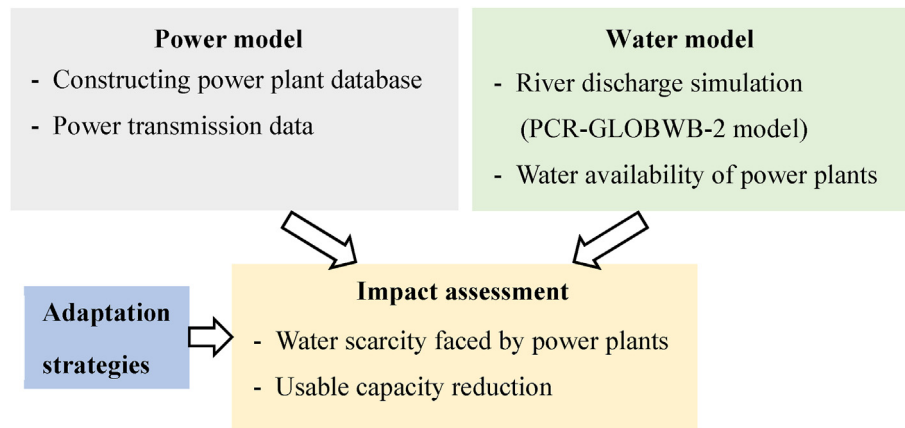 Power model
- Constructing power plant database
- Power transmission data
Water model
- River discharge simulation
(PCR-GLOBWB-2 model)
- Water availability of power plants
Adaptation
strategies
Impact assessment
- Water scarcity faced by power plants
- Usable capacity reduction